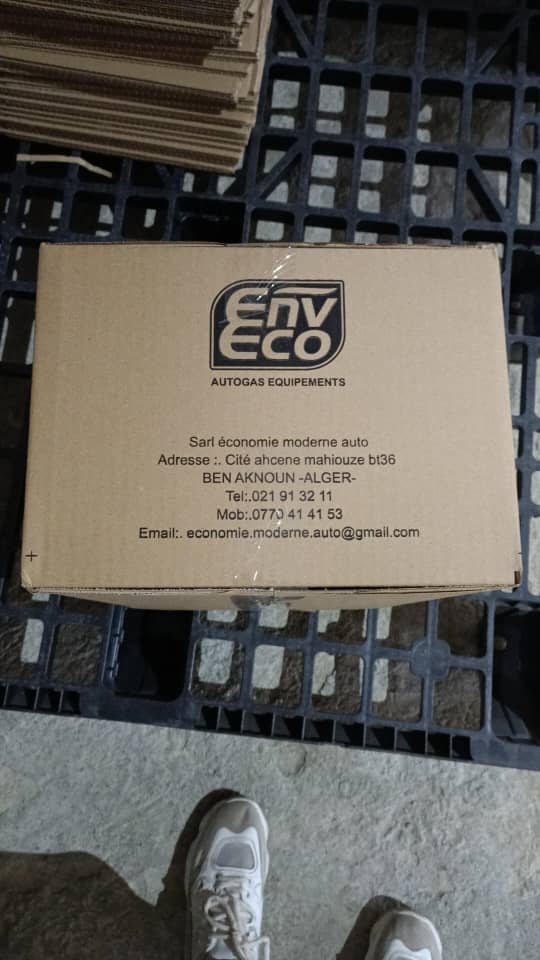 Env
Eco
AUTOGAS EQUIPEMENTS
Sarl économie moderne auto
Adresse :. Cité ahcene mahiouze bt36
BEN AKNOUN -ALGER-
Tel:.021 91 32 11
Mob:.0770 41 41 53
Email:. economie.moderne.auto@gmail.com